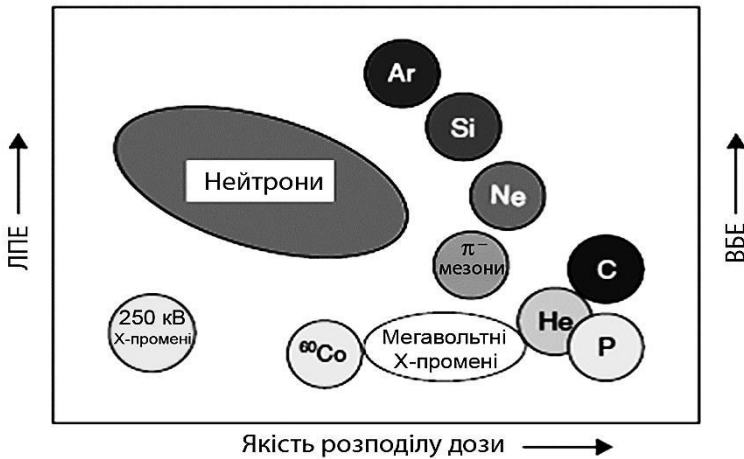 Ar
Si
Нейтрони
Ne
π⁻
мезони
C
250 кВ
Х-промені
⁶⁰Co
Мегавольтні
Х-промені
He
P
ЛПЕ
ВБЕ
Якість розподілу дози